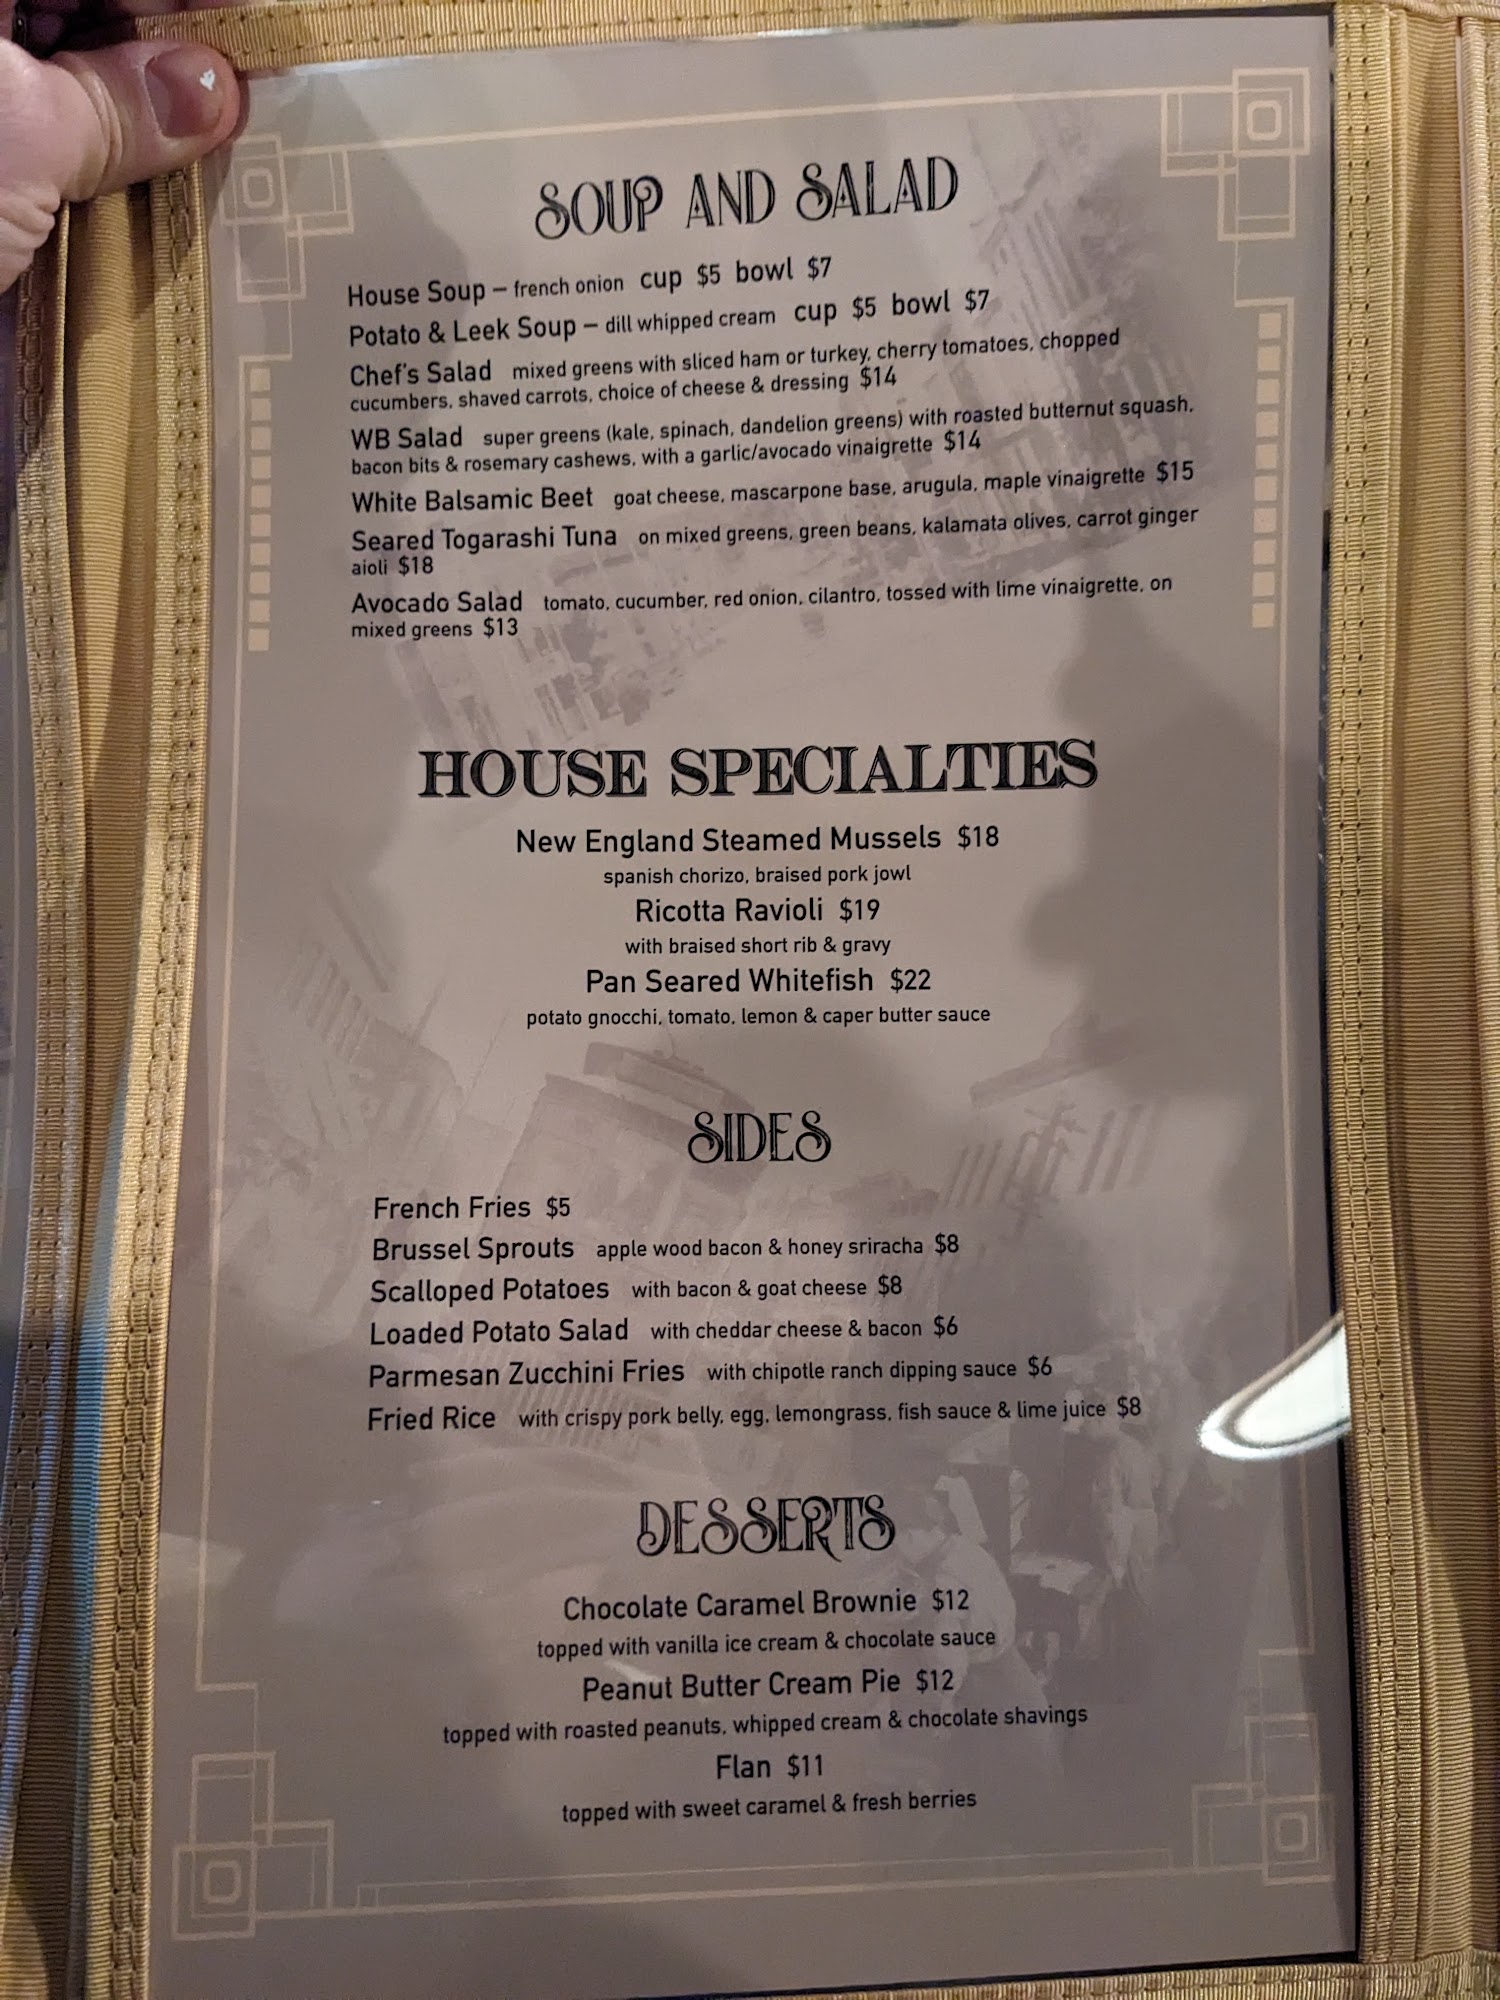 SOUP AND SALAD
House Soup – french onion cup $5 bowl $7
Potato & Leek Soup – dill whipped cream cup $5 bowl $7
Chef's Salad mixed greens with sliced ham or turkey, cherry tomatoes, chopped
cucumbers, shaved carrots, choice of cheese & dressing $14
WB Salad super greens (kale, spinach, dandelion greens) with roasted butternut squash,
bacon bits & rosemary cashews, with a garlic/avocado vinaigrette $14
White Balsamic Beet goat cheese, mascarpone base, arugula, maple vinaigrette $15
Seared Togarashi Tuna on mixed greens, green beans, kalamata olives, carrot ginger
aioli $18
Avocado Salad tomato, cucumber, red onion, cilantro, tossed with lime vinaigrette, on
mixed greens $13
HOUSE SPECIALTIES
New England Steamed Mussels $18
spanish chorizo, braised pork jowl
Ricotta Ravioli $19
with braised short rib & gravy
Pan Seared Whitefish $22
potato gnocchi, tomato, lemon & caper butter sauce
SIDES
French Fries $5
Brussel Sprouts apple wood bacon & honey sriracha $8
Scalloped Potatoes with bacon & goat cheese $8
Loaded Potato Salad with cheddar cheese & bacon $6
Parmesan Zucchini Fries with chipotle ranch dipping sauce $6
Fried Rice with crispy pork belly, egg, lemongrass, fish sauce & lime juice $8
DESSERTS
Chocolate Caramel Brownie $12
topped with vanilla ice cream & chocolate sauce
Peanut Butter Cream Pie $12
topped with roasted peanuts, whipped cream & chocolate shavings
Flan $11
topped with sweet caramel & fresh berries